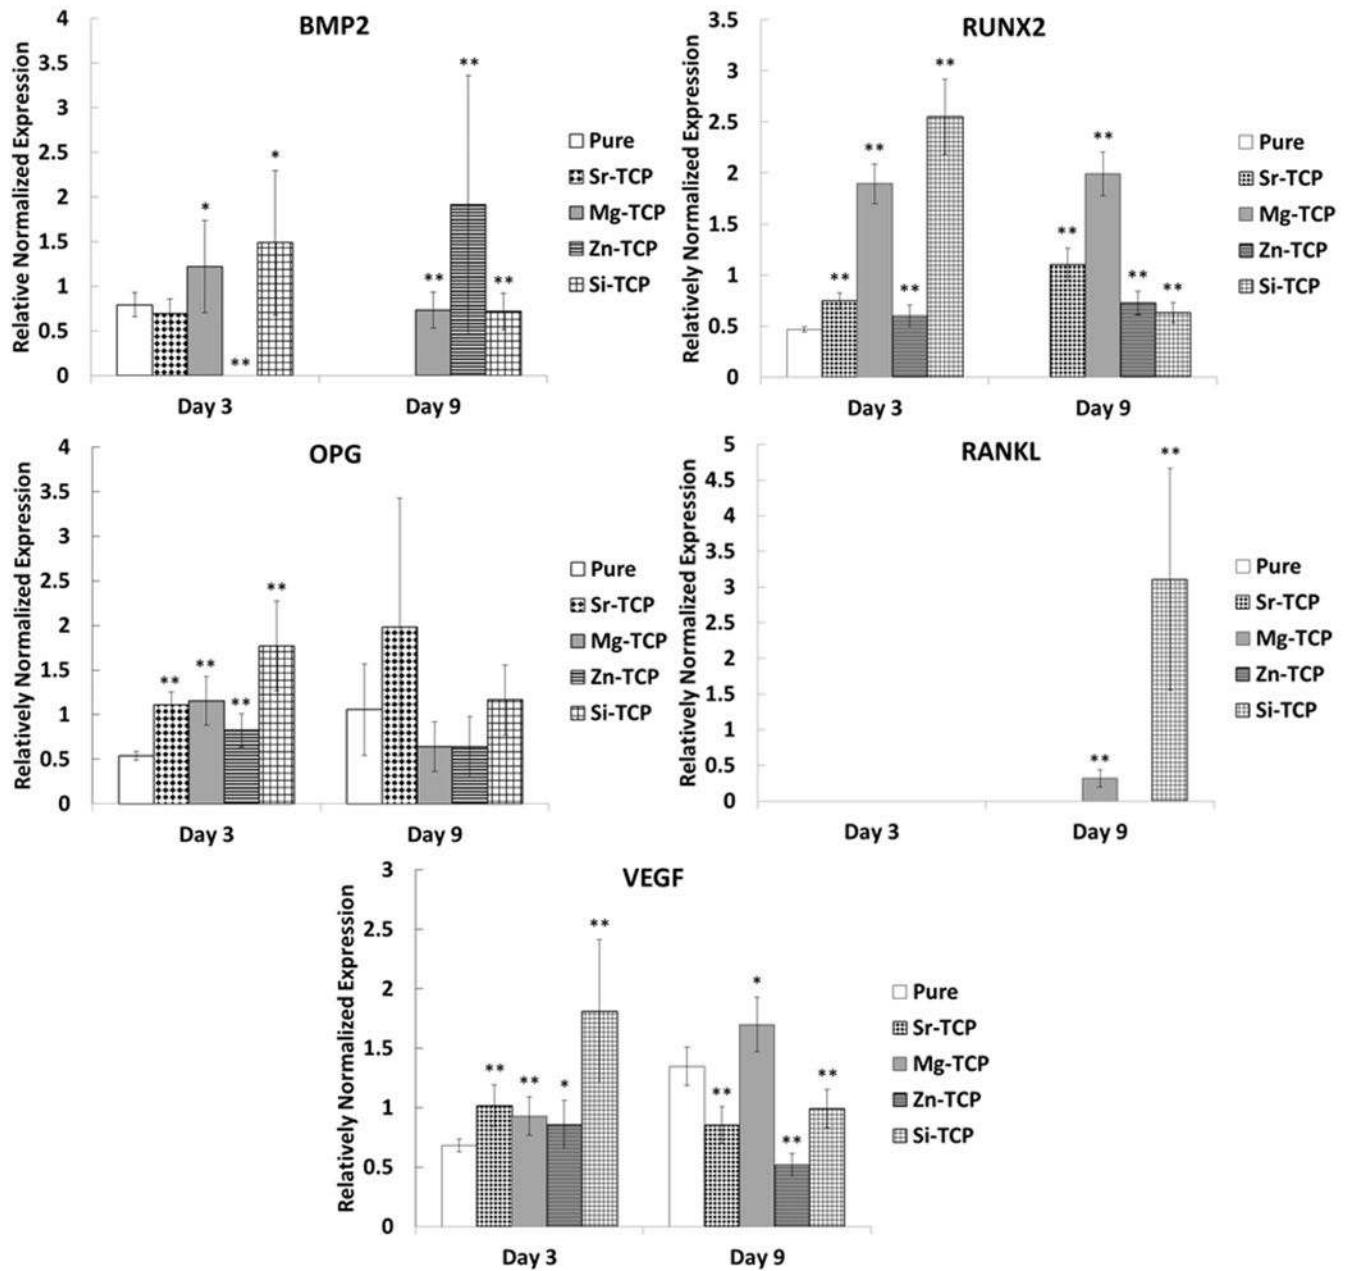 BMP2
Relative Normalized Expression
4
3.5
3
2.5
2
1.5
1
0.5
0
*
**
*
**
**
**
Day 3
Day 9
Pure
Sr-TCP
Mg-TCP
Zn-TCP
Si-TCP
RUNX2
Relatively Normalized Expression
3.5
3
2.5
2
1.5
1
0.5
0
**
**
**
**
**
**
**
**
Day 3
Day 9
Pure
Sr-TCP
Mg-TCP
Zn-TCP
Si-TCP
OPG
Relatively Normalized Expression
4
3.5
3
2.5
2
1.5
1
0.5
0
**
**
**
**
Day 3
Day 9
Pure
Sr-TCP
Mg-TCP
Zn-TCP
Si-TCP
RANKL
Relatively Normalized Expression
5
4.5
4
3.5
3
2.5
2
1.5
1
0.5
0
**
**
Day 3
Day 9
Pure
Sr-TCP
Mg-TCP
Zn-TCP
Si-TCP
VEGF
Relatively Normalized Expression
3
2.5
2
1.5
1
0.5
0
**
**
*
**
**
*
**
**
Day 3
Day 9
Pure
Sr-TCP
Mg-TCP
Zn-TCP
Si-TCP